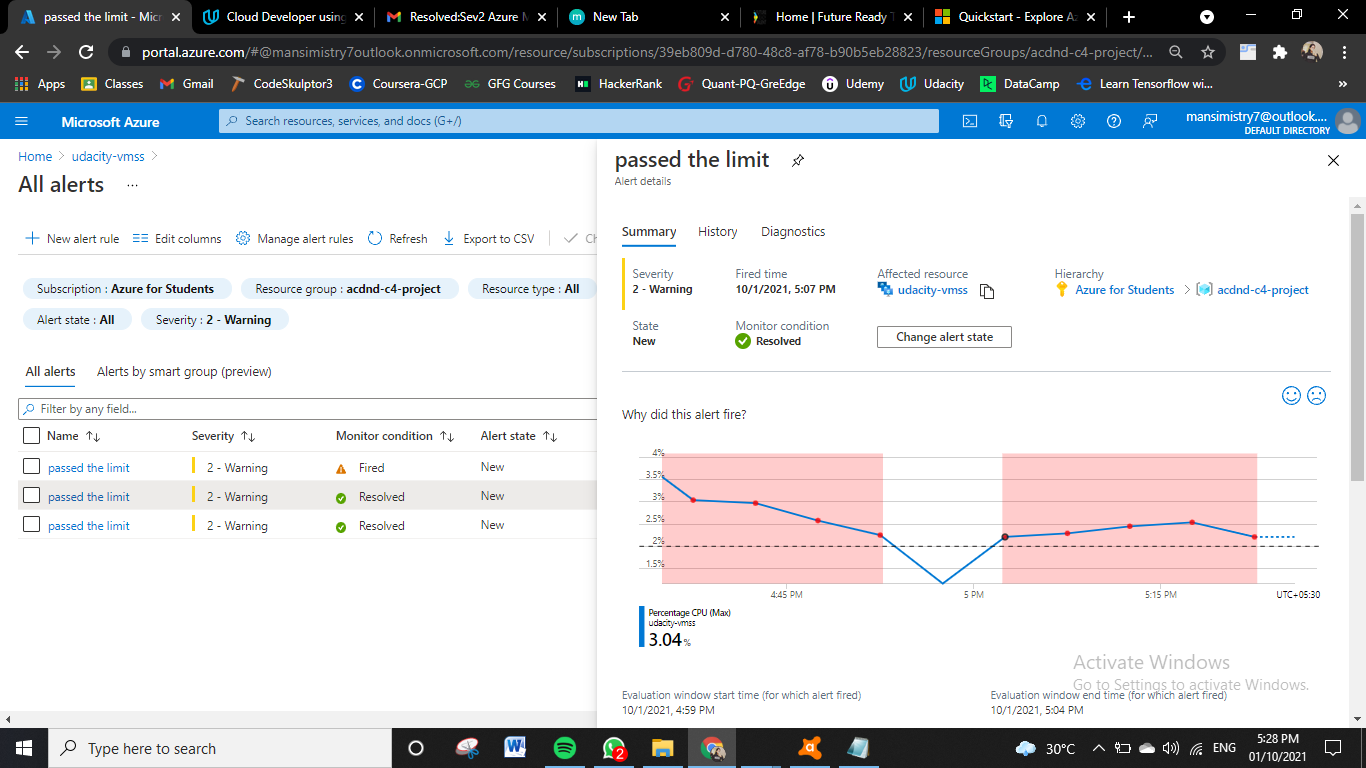 passed the limit - Micr
Cloud Developer using
Resolved:Sev2 Azure M
New Tab
Home | Future Ready T
Quickstart - Explore Az
portal.azure.com/#@mansimistry7outlook.onmicrosoft.com/resource/subscriptions/39eb809d-d780-48c8-af78-b90b5eb28823/resourceGroups/acdnd-c4-project/...
Apps
Classes
Gmail
CodeSkulptor3
Coursera-GCP
GFG Courses
HackerRank
Quant-PQ-GreEdge
Udemy
Udacity
DataCamp
Learn Tensorflow wi...
Microsoft Azure
Search resources, services, and docs (G+/)
mansimistry7@outlook....
DEFAULT DIRECTORY
Home > udacity-vmss >
All alerts ...
New alert rule
Edit columns
Manage alert rules
Refresh
Export to CSV
Ch
Subscription : Azure for Students
Resource group : acdnd-c4-project
Resource type : All
Alert state : All
Severity : 2 - Warning
All alerts
Alerts by smart group (preview)
Filter by any field...
Name Severity Monitor condition Alert state
passed the limit 2 - Warning Fired New
passed the limit 2 - Warning Resolved New
passed the limit 2 - Warning Resolved New
passed the limit
Alert details
Summary History Diagnostics
Severity
2 - Warning
Fired time
10/1/2021, 5:07 PM
Affected resource
udacity-vmss
Hierarchy
Azure for Students > acdnd-c4-project
State
New
Monitor condition
Resolved
Change alert state
Why did this alert fire?
4%
3.5%
3%
2.5%
2%
1.5%
4:45 PM
5 PM
5:15 PM
UTC+05:30
Percentage CPU (Max)
udacity-vmss
3.04%
Activate Windows
Go to Settings to activate Windows.
Evaluation window start time (for which alert fired)
10/1/2021, 4:59 PM
Evaluation window end time (for which alert fired)
10/1/2021, 5:04 PM
Type here to search
2
30°C
ENG
5:28 PM
01/10/2021